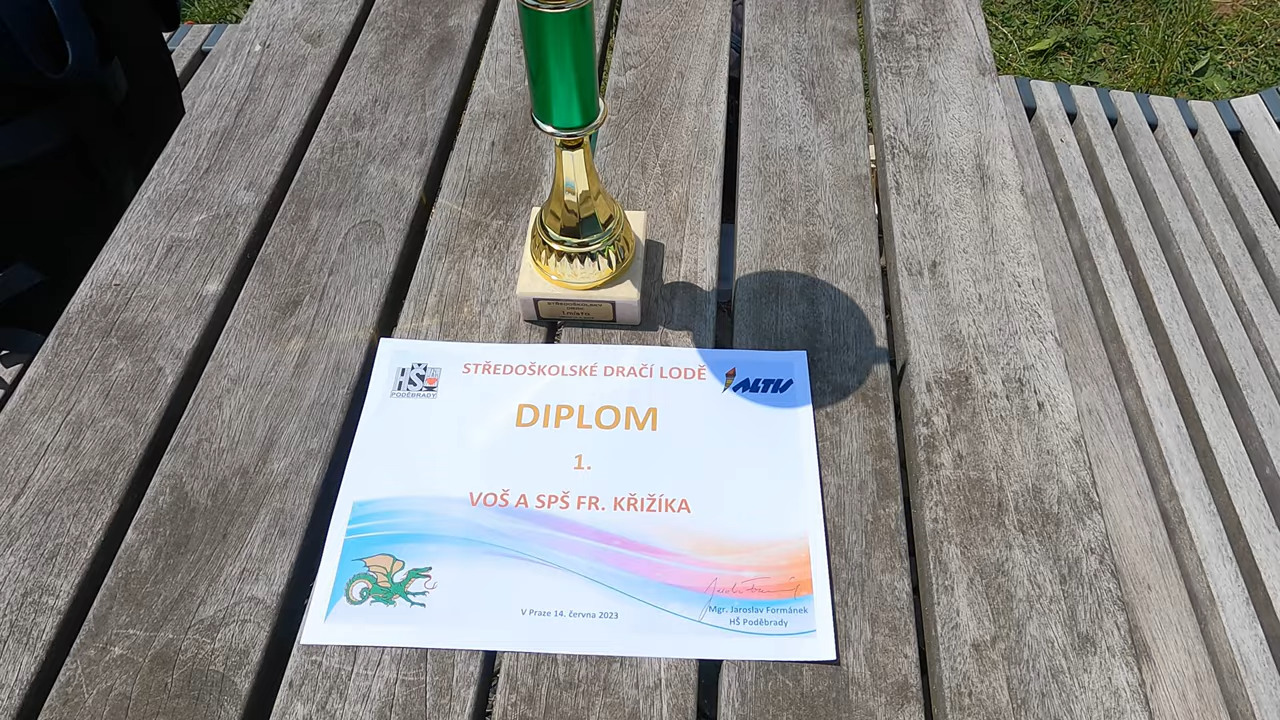 STŘEDOŠKOLSKÉ
1. místo
HŠ
PODĚBRADY
STŘEDOŠKOLSKÉ DRAČÍ LODĚ
ALTIS
DIPLOM
1.
VOŠ A SPŠ FR. KŘIŽÍKA
V Praze 14. června 2023
Mgr. Jaroslav Formánek
HŠ Poděbrady